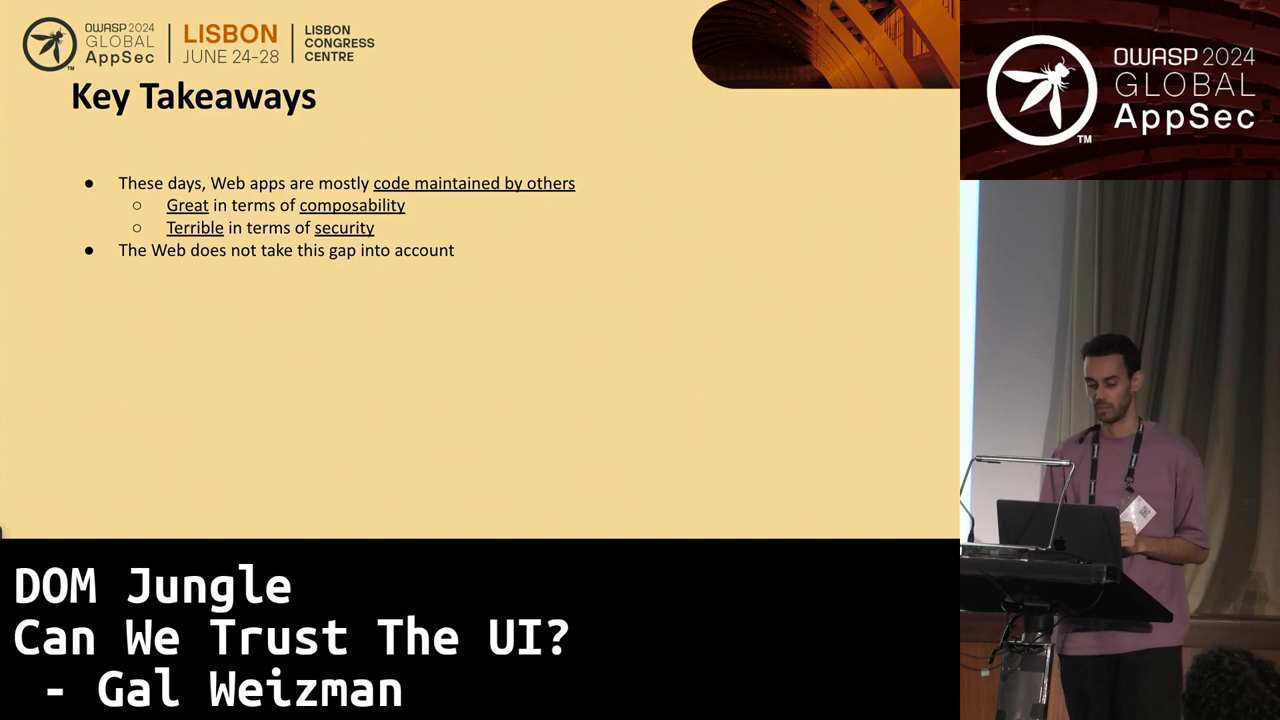 OWASP 2024
GLOBAL
AppSec
TM
LISBON
JUNE 24-28
LISBON
CONGRESS
CENTRE
Key Takeaways
● These days, Web apps are mostly code maintained by others
○ Great in terms of composability
○ Terrible in terms of security
● The Web does not take this gap into account
OWASP 2024
GLOBAL
AppSec
TM
DOM Jungle
Can We Trust The UI?
- Gal Weizman